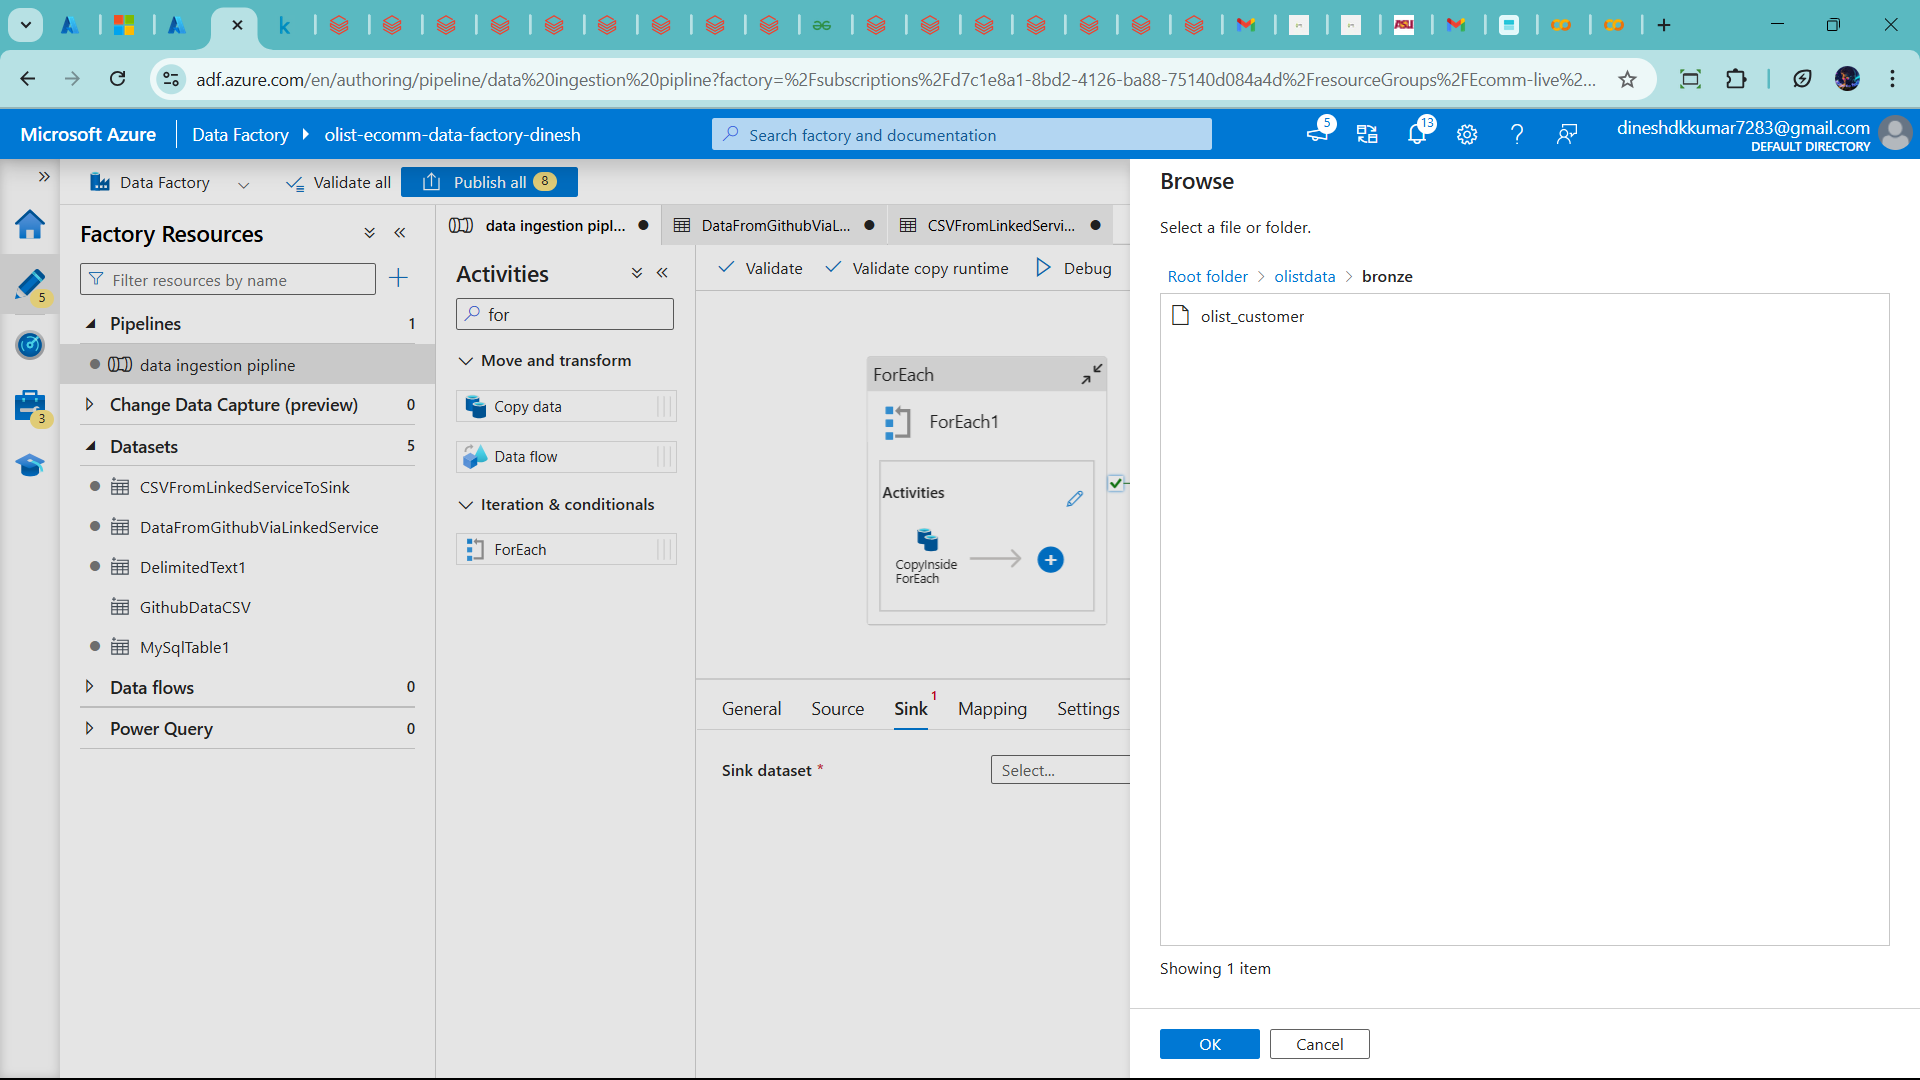 adf.azure.com/en/authoring/pipeline/data%20ingestion%20pipline?factory=%2Fsubscriptions%2Fd7c1e8a1-8bd2-4126-ba88-75140d084a4d%2FresourceGroups%2FEcomm-live%2...
Microsoft Azure
Data Factory
olist-ecomm-data-factory-dinesh
Search factory and documentation
5
13
dineshdkkumar7283@gmail.com
DEFAULT DIRECTORY
Data Factory
Validate all
Publish all 8
5
3
Factory Resources
Filter resources by name
Pipelines 1
data ingestion pipline
Change Data Capture (preview) 0
Datasets 5
CSVFromLinkedServiceToSink
DataFromGithubViaLinkedService
DelimitedText1
GithubDataCSV
MySqlTable1
Data flows 0
Power Query 0
data ingestion pipl...
DataFromGithubViaL...
CSVFromLinkedServi...
Activities
for
Move and transform
Copy data
Data flow
Iteration & conditionals
ForEach
Validate
Validate copy runtime
Debug
ForEach
ForEach1
Activities
CopyInside
ForEach
General
Source
Sink 1
Mapping
Settings
Sink dataset *
Select...
Browse
Select a file or folder.
Root folder > olistdata > bronze
olist_customer
Showing 1 item
OK
Cancel